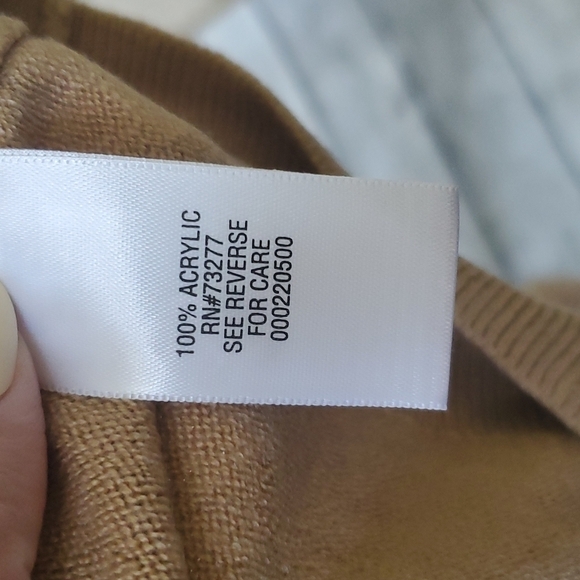 100% ACRYLIC
RN#73277
SEE REVERSE
FOR CARE
000220500